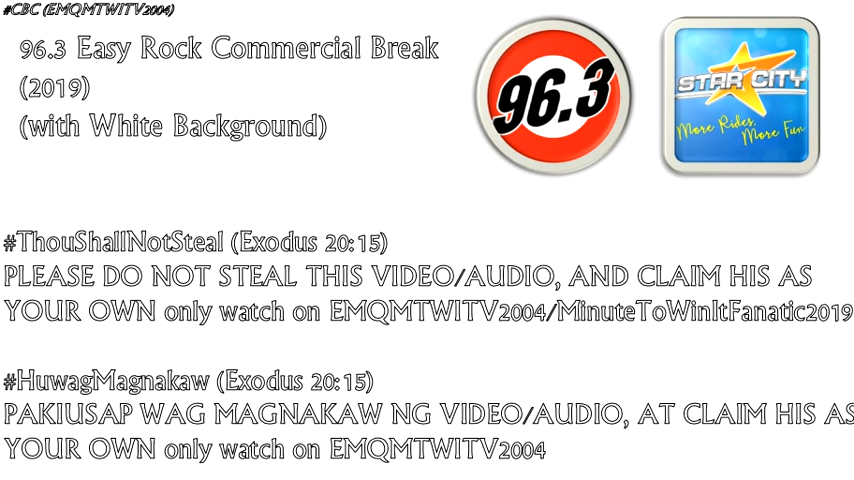 #CBC (EMQMTWITV2004)
96.3 Easy Rock Commercial Break
(2019)
(with White Background)
96.3
STAR CITY
More Rides,
More Fun
#ThouShallNotSteal (Exodus 20:15)
PLEASE DO NOT STEAL THIS VIDEO/AUDIO, AND CLAIM HIS AS
YOUR OWN only watch on EMQMTWITV2004/MinuteToWinItFanatic2019
#HuwagMagnakaw (Exodus 20:15)
PAKIUSAP WAG MAGNAKAW NG VIDEO/AUDIO, AT CLAIM HIS AS
YOUR OWN only watch on EMQMTWITV2004